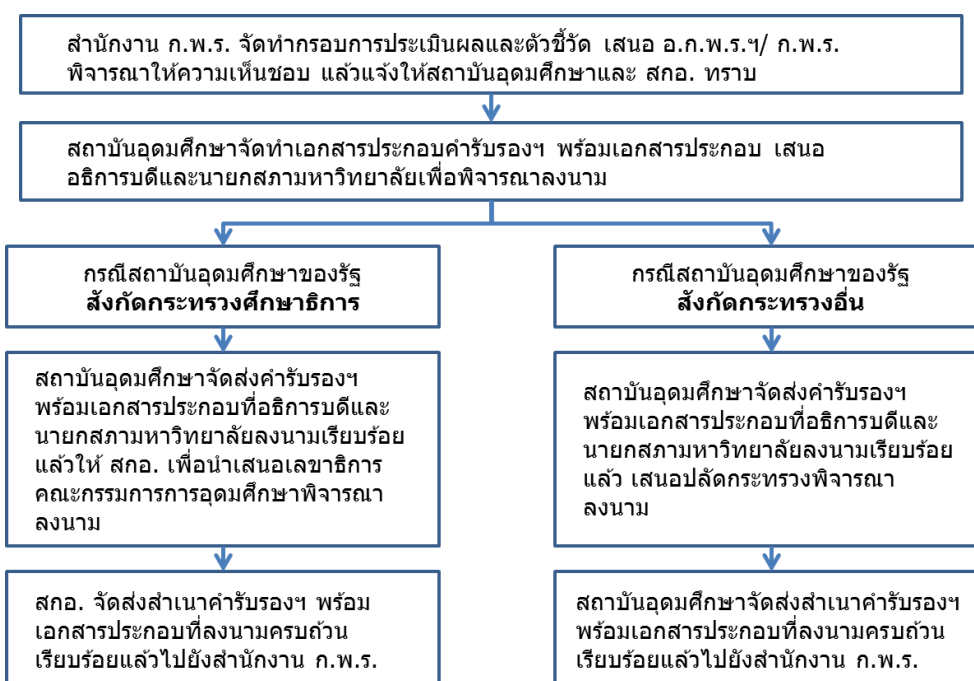 สำนักงาน ก.พ.ร. จัดทำกรอบการประเมินผลและตัวชี้วัด เสนอ อ.ก.พ.ร.ฯ/ ก.พ.ร.
พิจารณาให้ความเห็นชอบ แล้วแจ้งให้สถาบันอุดมศึกษาและ สกอ. ทราบ
สถาบันอุดมศึกษาจัดทำเอกสารประกอบคำรับรองฯ พร้อมเอกสารประกอบ เสนอ
อธิการบดีและนายกสภามหาวิทยาลัยเพื่อพิจารณาลงนาม
กรณีสถาบันอุดมศึกษาของรัฐ
สังกัดกระทรวงศึกษาธิการ
กรณีสถาบันอุดมศึกษาของรัฐ
สังกัดกระทรวงอื่น
สถาบันอุดมศึกษาจัดส่งคำรับรองฯ
พร้อมเอกสารประกอบที่อธิการบดีและ
นายกสภามหาวิทยาลัยลงนามเรียบร้อย
แล้วให้ สกอ. เพื่อนำเสนอเลขาธิการ
คณะกรรมการการอุดมศึกษาพิจารณา
ลงนาม
สถาบันอุดมศึกษาจัดส่งคำรับรองฯ
พร้อมเอกสารประกอบที่อธิการบดีและ
นายกสภามหาวิทยาลัยลงนามเรียบร้อย
แล้ว เสนอปลัดกระทรวงพิจารณา
ลงนาม
สกอ. จัดส่งสำเนาคำรับรองฯ พร้อม
เอกสารประกอบที่ลงนามครบถ้วน
เรียบร้อยแล้วไปยังสำนักงาน ก.พ.ร.
สถาบันอุดมศึกษาจัดส่งสำเนาคำรับรองฯ
พร้อมเอกสารประกอบที่ลงนามครบถ้วน
เรียบร้อยแล้วไปยังสำนักงาน ก.พ.ร.